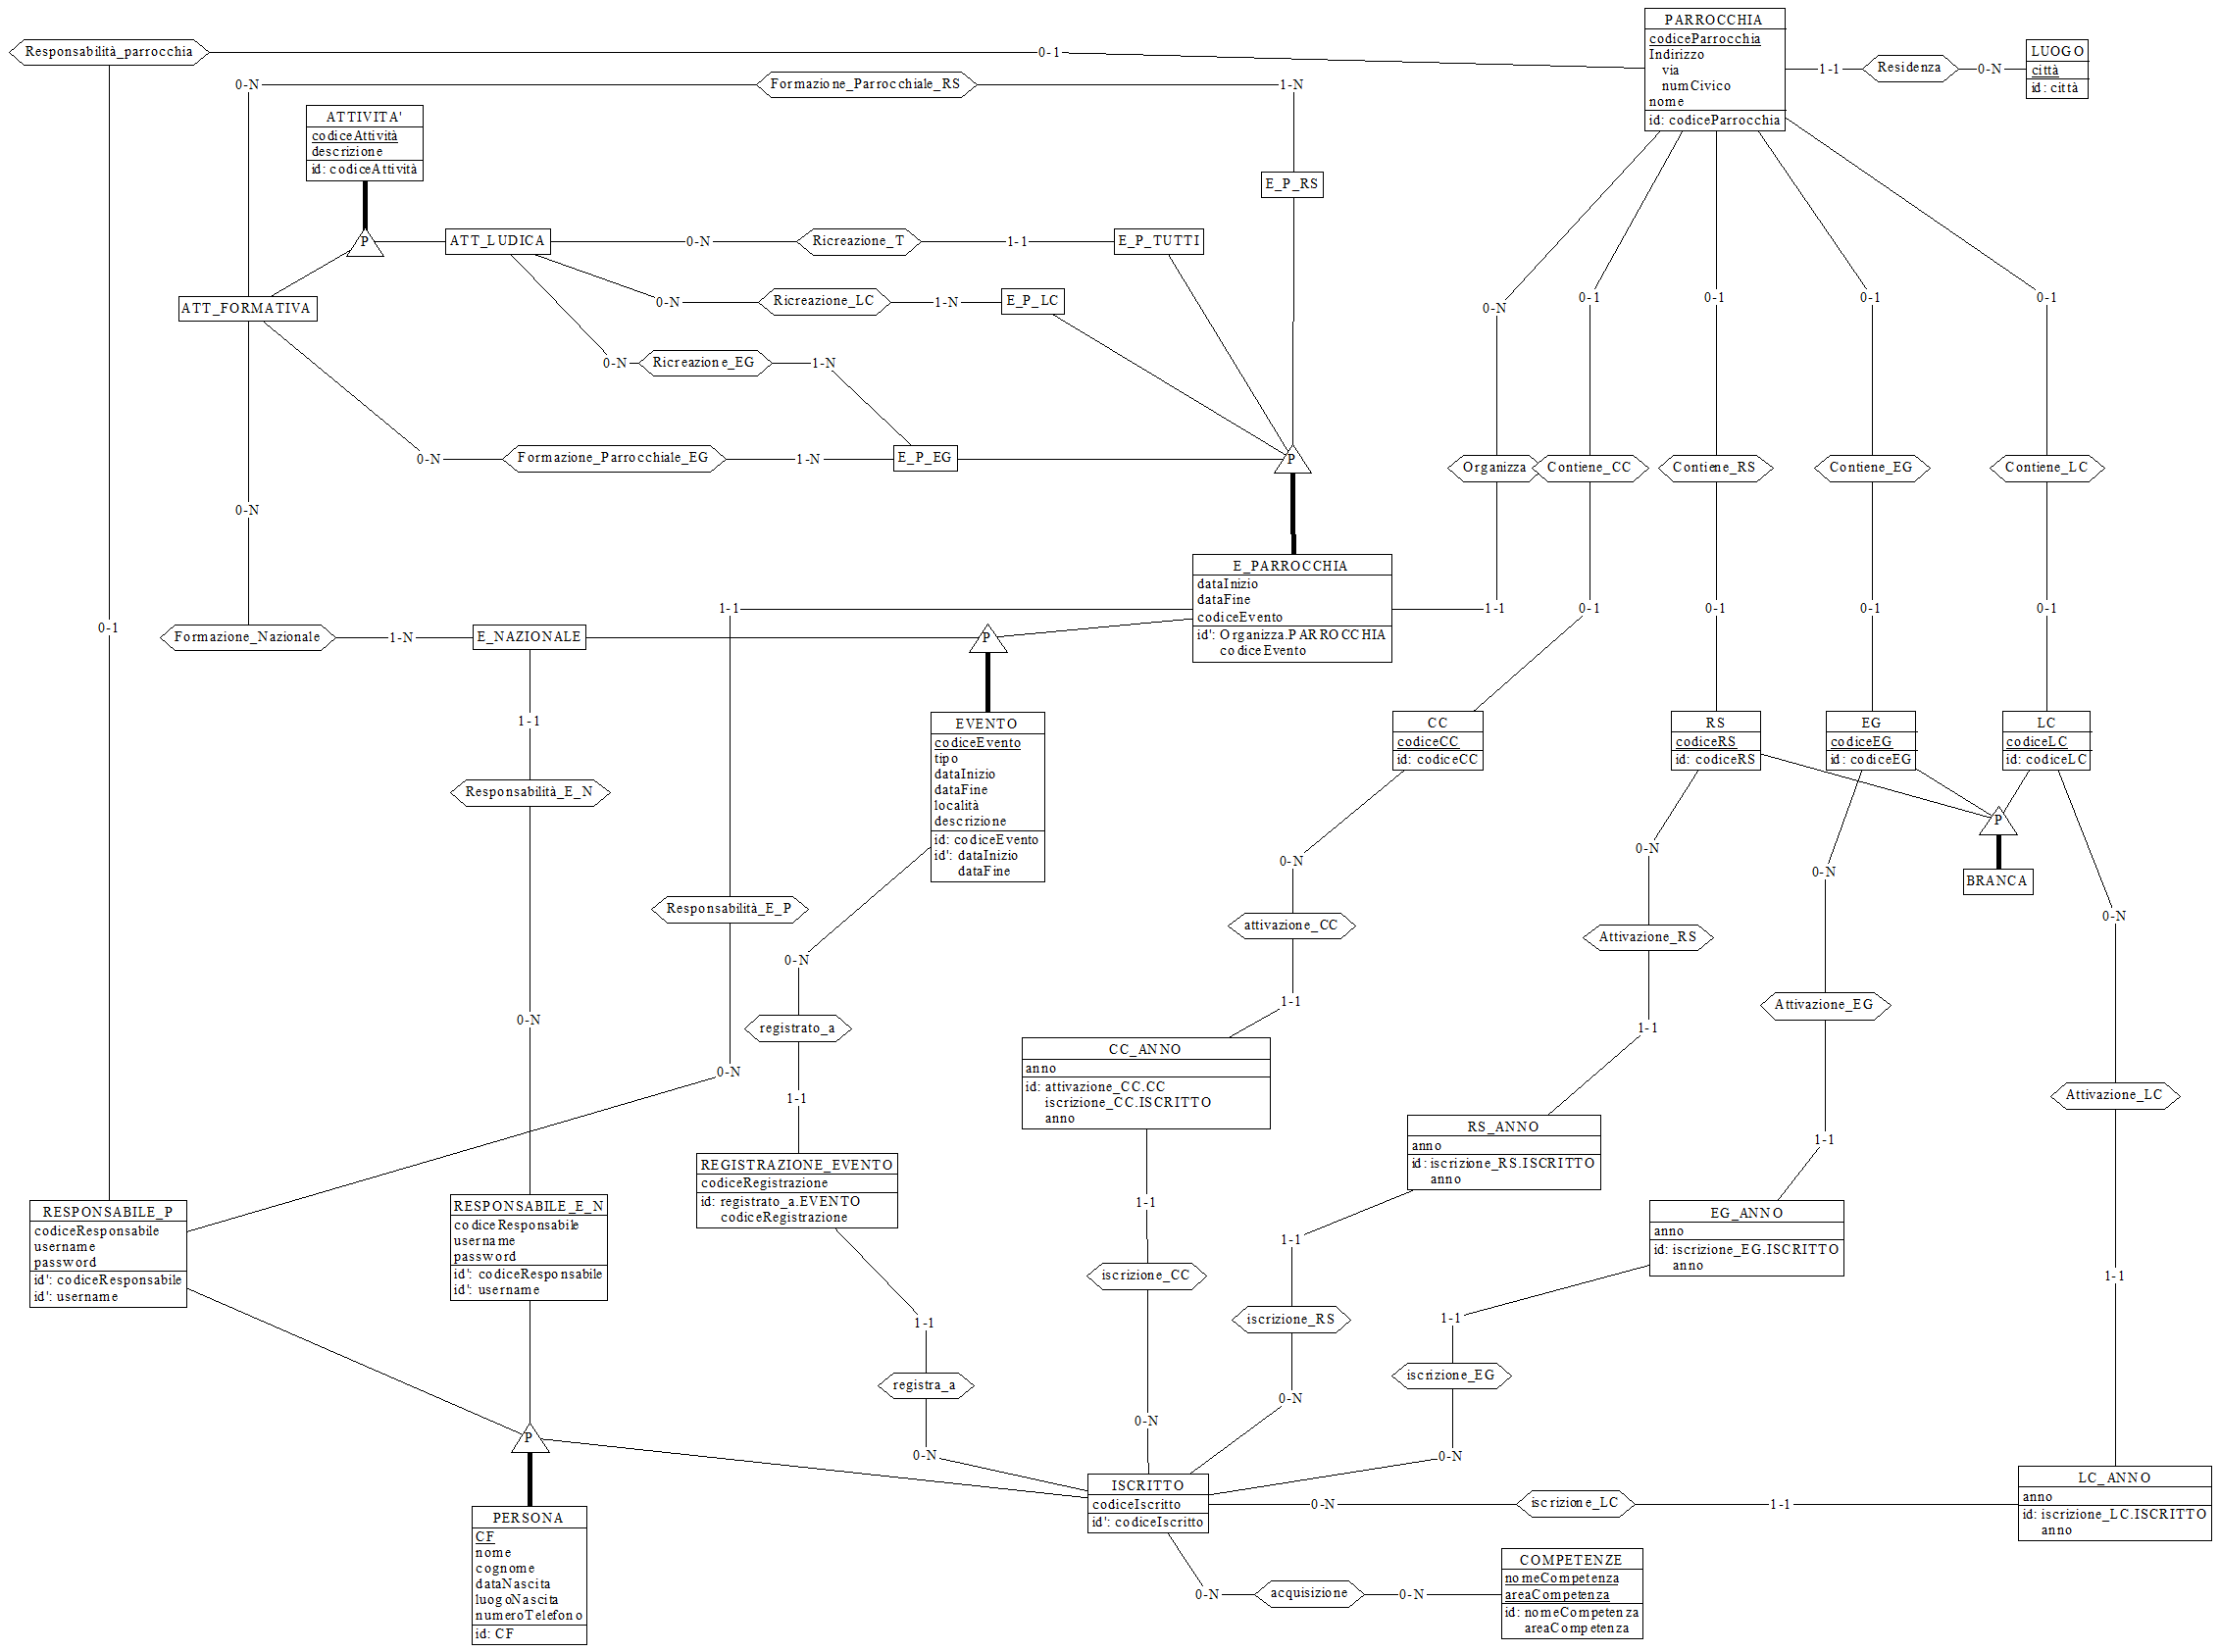 PARROCCHIA
codiceParrocchia
Indirizzo
via
numCivico
nome
id: codiceParrocchia
1-1
Residenza
0-N
LUOGO
città
id: città
Responsabilità_parrocchia
0-1
0-N
Formazione_Parrocchiale_RS
1-N
ATTIVITA'
codiceAttività
descrizione
id: codiceAttività
P
E_P_RS
ATT_LUDICA
0-N
Ricreazione_T
1-1
E_P_TUTTI
ATT_FORMATIVA
0-N
Ricreazione_LC
1-N
E_P_LC
0-N
0-1
0-1
0-1
0-1
0-N
Ricreazione_EG
1-N
0-N
Formazione_Parrocchiale_EG
1-N
E_P_EG
P
Organizza
Contiene_CC
Contiene_RS
Contiene_EG
Contiene_LC
0-N
E_PARROCCHIA
dataInizio
dataFine
codiceEvento
id': Organizza.PARROCCHIA
codiceEvento
1-1
1-1
0-1
0-1
0-1
0-1
0-1
Formazione_Nazionale
1-N
E_NAZIONALE
P
1-1
EVENTO
codiceEvento
tipo
dataInizio
dataFine
località
descrizione
id: codiceEvento
id': dataInizio
dataFine
CC
codiceCC
id: codiceCC
RS
codiceRS
id: codiceRS
EG
codiceEG
id: codiceEG
LC
codiceLC
id: codiceLC
Responsabilità_E_N
P
BRANCA
0-N
0-N
0-N
0-N
Responsabilità_E_P
attivazione_CC
Attivazione_RS
0-N
1-1
Attivazione_EG
0-N
registrato_a
1-1
0-N
1-1
CC_ANNO
anno
id: attivazione_CC.CC
iscrizione_CC.ISCRITTO
anno
Attivazione_LC
1-1
RS_ANNO
anno
id: iscrizione_RS.ISCRITTO
anno
1-1
REGISTRAZIONE_EVENTO
codiceRegistrazione
id: registrato_a.EVENTO
codiceRegistrazione
RESPONSABILE_P
codiceResponsabile
username
password
id': codiceResponsabile
id': username
RESPONSABILE_E_N
codiceResponsabile
username
password
id': codiceResponsabile
id': username
1-1
1-1
EG_ANNO
anno
id: iscrizione_EG.ISCRITTO
anno
iscrizione_CC
1-1
1-1
iscrizione_RS
1-1
registra_a
iscrizione_EG
0-N
0-N
0-N
0-N
P
ISCRITTO
codiceIscritto
id': codiceIscritto
0-N
iscrizione_LC
1-1
LC_ANNO
anno
id: iscrizione_LC.ISCRITTO
anno
PERSONA
CF
nome
cognome
dataNascita
luogoNascita
numeroTelefono
id: CF
0-N
acquisizione
0-N
COMPETENZE
nomeCompetenza
areaCompetenza
id: nomeCompetenza
areaCompetenza